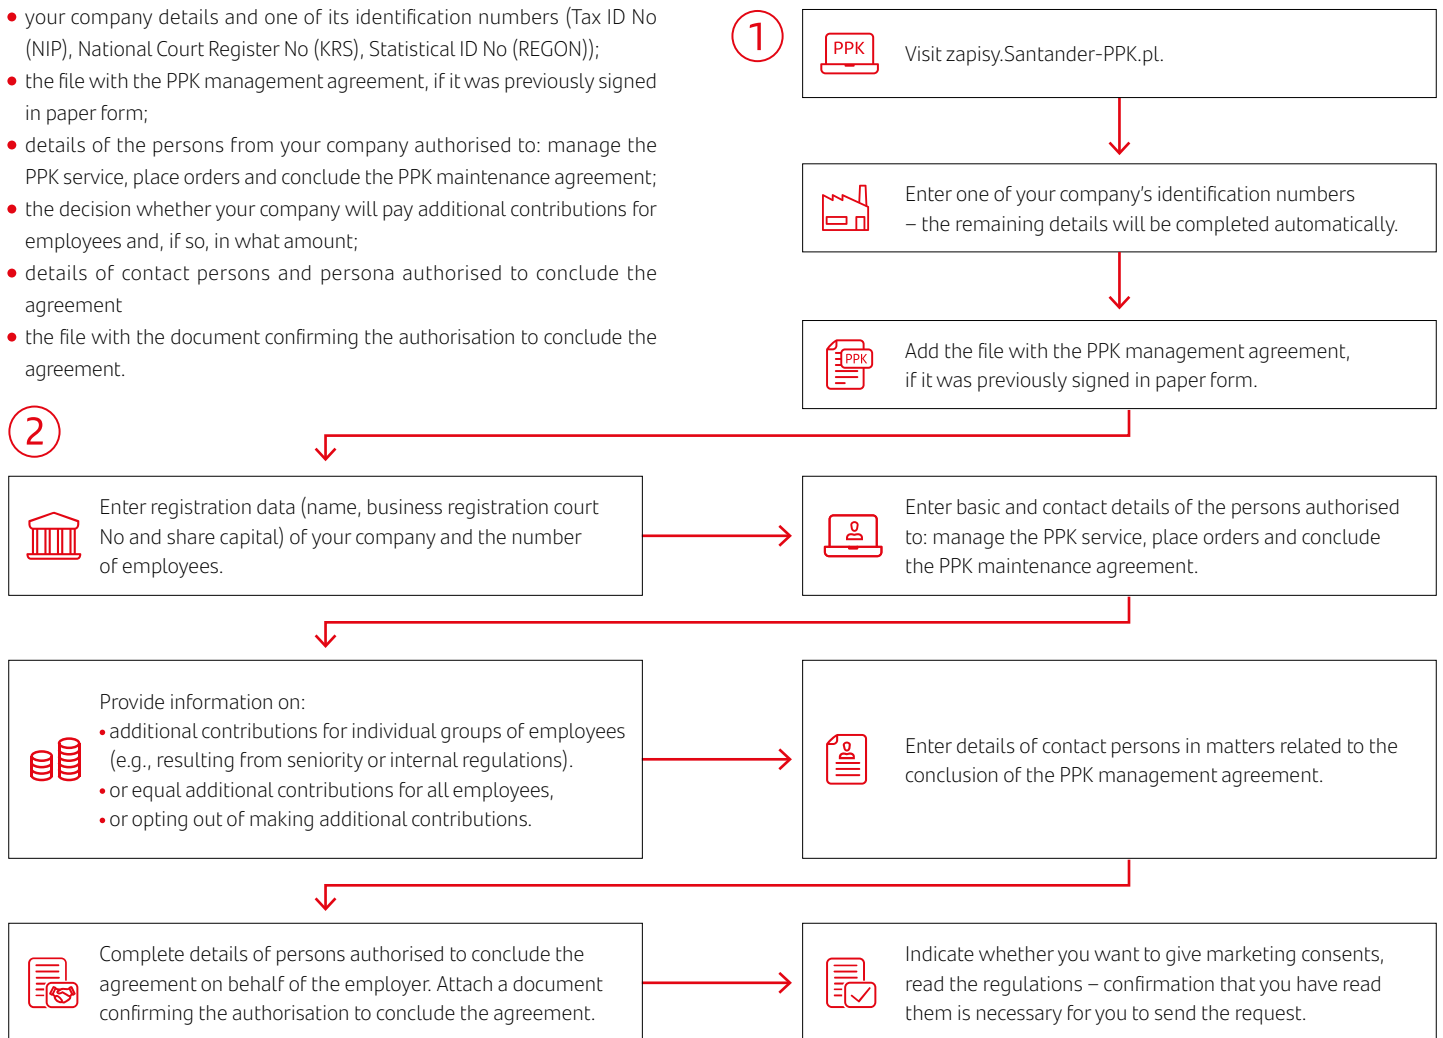 • your company details and one of its identification numbers (Tax ID No
(NIP), National Court Register No (KRS), Statistical ID No (REGON));
• the file with the PPK management agreement, if it was previously signed
in paper form;
• details of the persons from your company authorised to: manage the
PPK service, place orders and conclude the PPK maintenance agreement;
• the decision whether your company will pay additional contributions for
employees and, if so, in what amount;
• details of contact persons and persona authorised to conclude the
agreement
• the file with the document confirming the authorisation to conclude the
agreement.
1
PPK
Visit zapisy.Santander-PPK.pl.
Enter one of your company's identification numbers
– the remaining details will be completed automatically.
PPK
Add the file with the PPK management agreement,
if it was previously signed in paper form.
2
Enter registration data (name, business registration court
No and share capital) of your company and the number
of employees.
Enter basic and contact details of the persons authorised
to: manage the PPK service, place orders and conclude
the PPK maintenance agreement.
Provide information on:
• additional contributions for individual groups of employees
(e.g., resulting from seniority or internal regulations).
• or equal additional contributions for all employees,
• or opting out of making additional contributions.
Enter details of contact persons in matters related to the
conclusion of the PPK management agreement.
Complete details of persons authorised to conclude the
agreement on behalf of the employer. Attach a document
confirming the authorisation to conclude the agreement.
Indicate whether you want to give marketing consents,
read the regulations – confirmation that you have read
them is necessary for you to send the request.